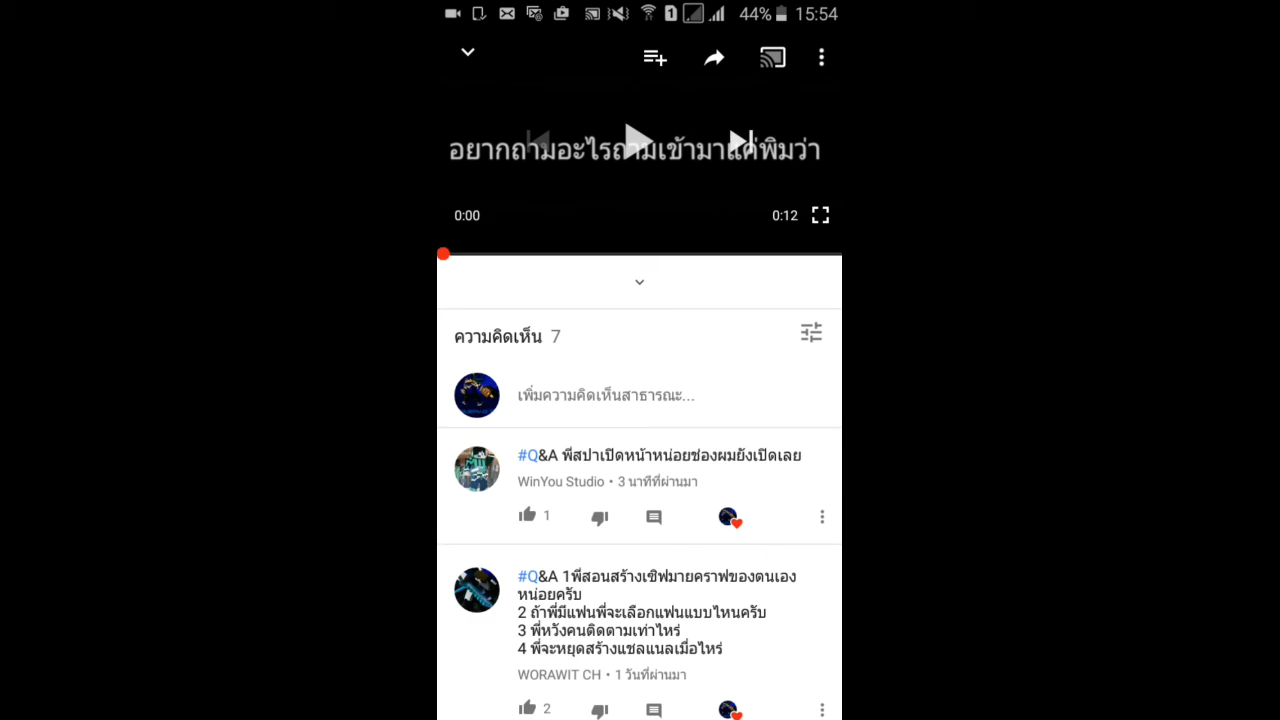 1 44% 15:54
อยากถามอะไรถามเข้ามาแค่พิมว่า
0:00 0:12
ความคิดเห็น 7
เพิ่มความคิดเห็นสาธารณะ...
#Q&A พี่สปาเปิดหน้าหน่อยช่องผมยังเปิดเลย
WinYou Studio • 3 นาทีที่ผ่านมา
1
#Q&A 1พี่สอนสร้างเซิฟมายคราฟของตนเอง
หน่อยครับ
2 ถ้าพี่มีแฟนพี่จะเลือกแฟนแบบไหนครับ
3 พี่หวังคนติดตามเท่าไหร่
4 พี่จะหยุดสร้างแชลแนลเมื่อไหร่
WORAWIT CH • 1 วันที่ผ่านมา
2